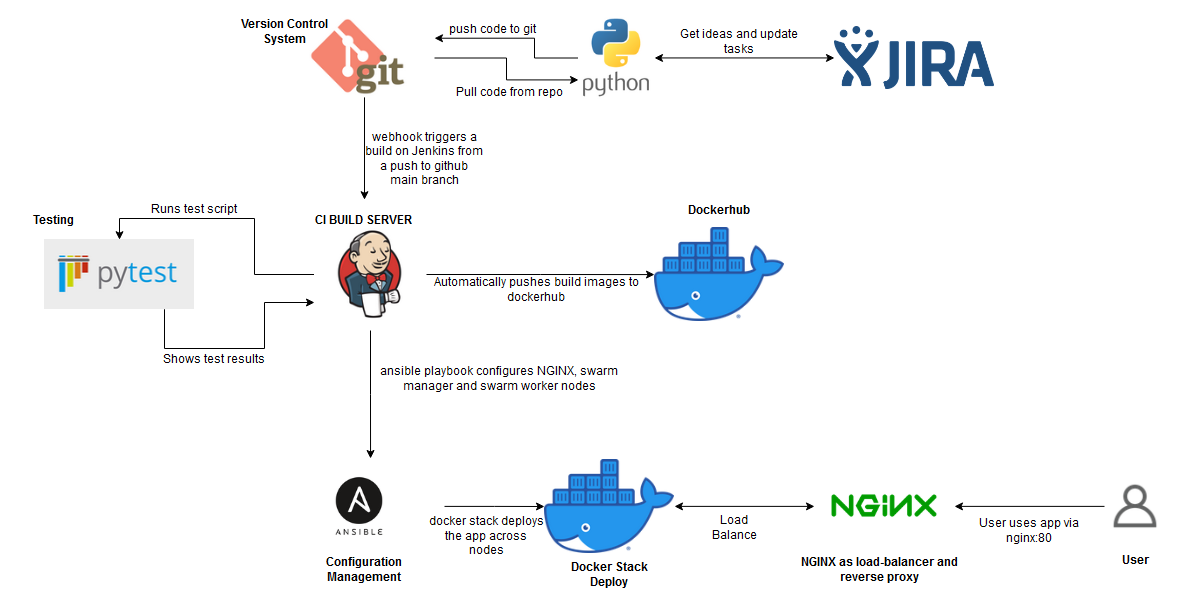 Version Control
System
git
push code to git
Pull code from repo
python
Get ideas and update
tasks
JIRA
webhook triggers a
build on Jenkins from
a push to github
main branch
Testing
Runs test script
pytest
Shows test results
CI BUILD SERVER
Automatically pushes build images to
dockerhub
Dockerhub
ansible playbook configures NGINX, swarm
manager and swarm worker nodes
ANSIBLE
Configuration
Management
docker stack deploys
the app across
nodes
Docker Stack
Deploy
Load
Balance
NGINX
NGINX as load-balancer and
reverse proxy
User uses app via
nginx:80
User